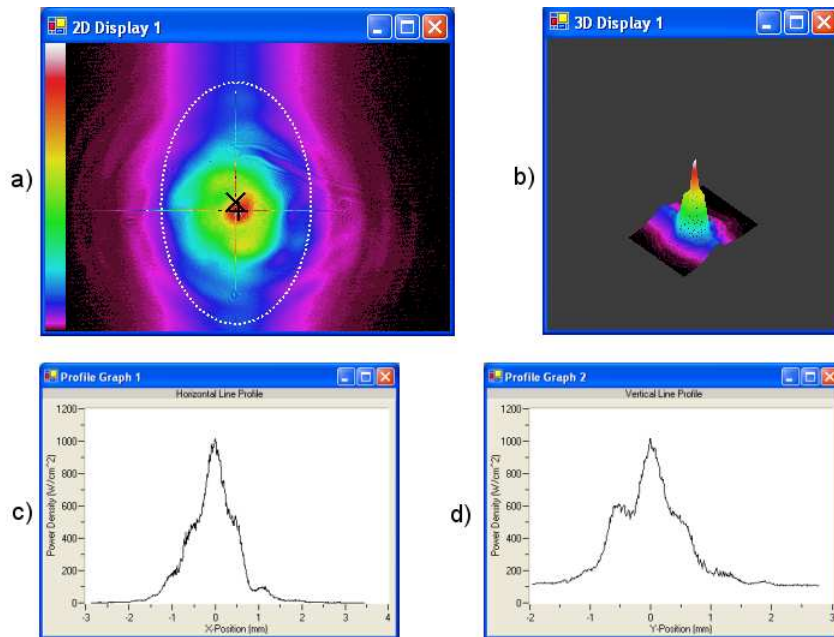 2D Display 1
a)
3D Display 1
b)
Profile Graph 1
Horizontal Line Profile
c)
Power Density (W/cm^2)
1200
1000
800
600
400
200
0
-3 -2 -1 0 1 2 3 4
X-Position (mm)
Profile Graph 2
Vertical Line Profile
d)
Power Density (W/cm^2)
1200
1000
800
600
400
200
0
-2 -1 0 1 2 3
Y-Position (mm)